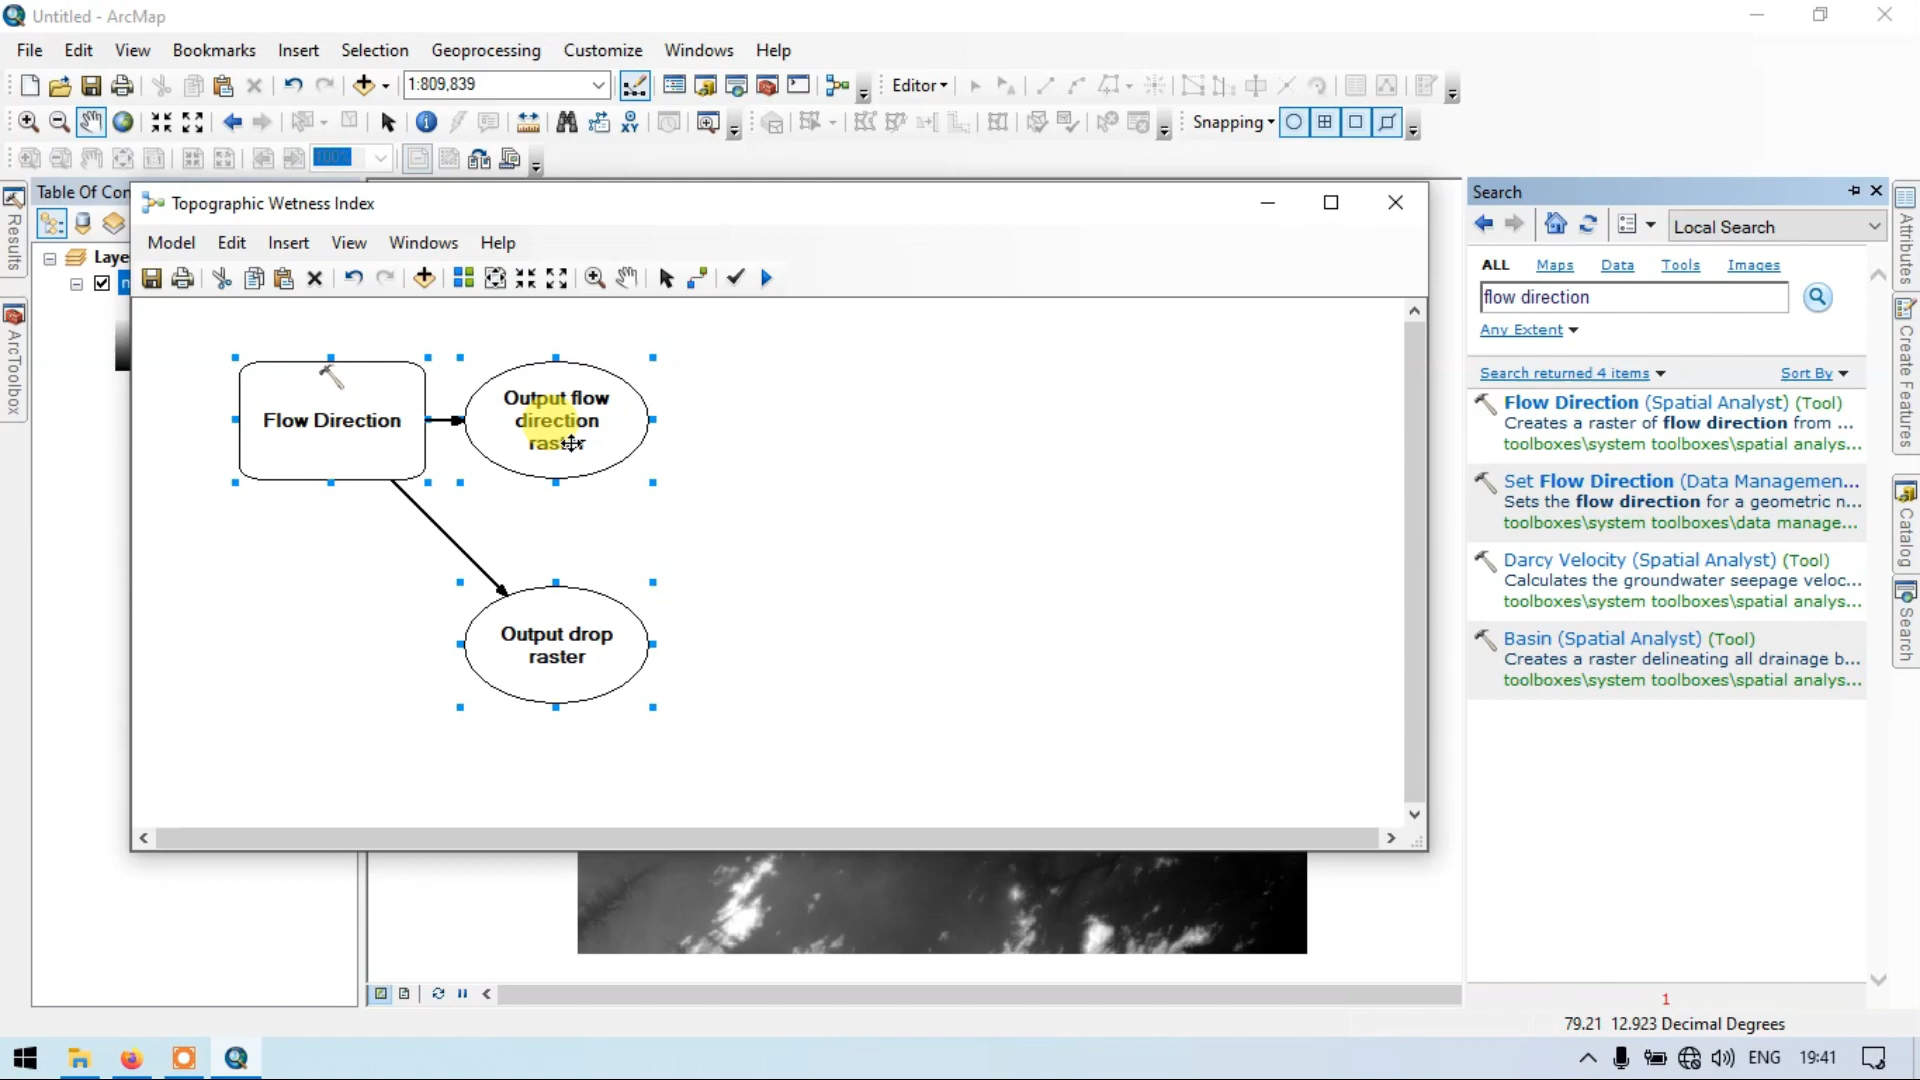 Untitled - ArcMap
File Edit View Bookmarks Insert Selection Geoprocessing Customize Windows Help
1:809,839
Editor
Snapping
100%
Table Of Con
Results
ArcToolbox
Laye
Topographic Wetness Index
Model Edit Insert View Windows Help
Flow Direction
Output flow
direction
raster
Output drop
raster
Search
Local Search
ALL Maps Data Tools Images
flow direction
Any Extent
Search returned 4 items Sort By
Flow Direction (Spatial Analyst) (Tool)
Creates a raster of flow direction from ...
toolboxes\system toolboxes\spatial analys...
Set Flow Direction (Data Managemen...
Sets the flow direction for a geometric n...
toolboxes\system toolboxes\data manage...
Darcy Velocity (Spatial Analyst) (Tool)
Calculates the groundwater seepage veloc...
toolboxes\system toolboxes\spatial analys...
Basin (Spatial Analyst) (Tool)
Creates a raster delineating all drainage b...
toolboxes\system toolboxes\spatial analys...
1
Attributes
Create Features
Catalog
Search
79.21 12.923 Decimal Degrees
ENG 19:41